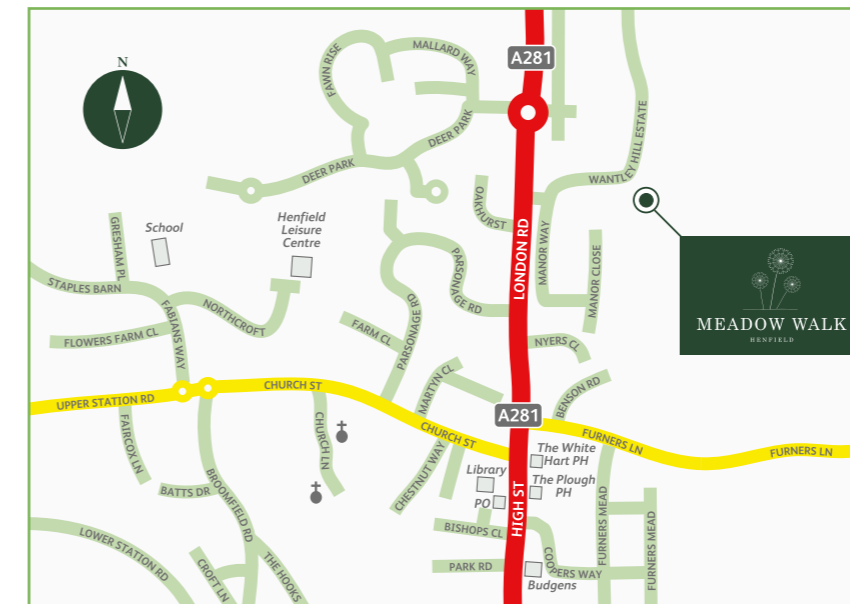 A281
MALLARD WAY
FAWN RISE
N
DEER PARK
DEER PARK
WANTLEY HILL ESTATE
OAKHURST
School
Henfield
Leisure
Centre
GRESHAM PL
LONDON RD
MANOR WAY
MANOR CLOSE
PARSONAGE RD
STAPLES BARN
FABIANS WAY
NORTHCROFT
PARSONAGE RD
MEADOW WALK
HENFIELD
FLOWERS FARM CL
FARM CL
NYERS CL
MARTYN CL
BENSON RD
UPPER STATION RD
CHURCH ST
A281
CHURCH ST
FURNERS LN
FURNERS LN
FAIRCOX LN
CHURCH LN
CHESTNUT WAY
The White
Hart PH
Library
The Plough
PH
PO
HIGH ST
BATTS DR
BROOMFIELD RD
BISHOPS CL
FURNERS MEAD
FURNERS MEAD
LOWER STATION RD
CROFT LN
THE HOOKS
PARK RD
COOPERS WAY
Budgens